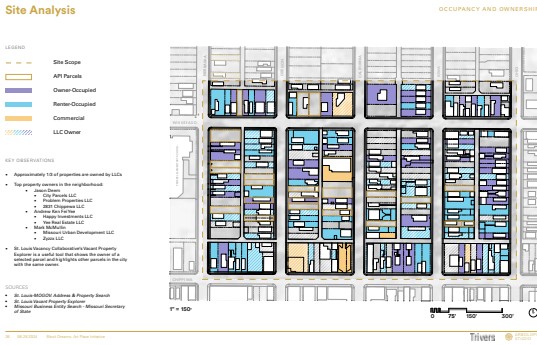 Site Analysis
OCCUPANCY AND OWNERSHIP
LEGEND
Site Scope
API Parcels
Owner-Occupied
Renter-Occupied
Commercial
LLC Owner
KEY OBSERVATIONS
• Approximately 1/3 of properties are owned by LLCs
• Top property owners in the neighborhood:
• Jason Deem
• City Parcels LLC
• Problem Properties LLC
• 3831 Chippewa LLC
• Andrew Ken Fei Yee
• Happy Investments LLC
• Yee Real Estate LLC
• Mark McMullin
• Missouri Urban Development LLC
• Zyzax LLC
• St. Louis Vacancy Collaborative's Vacant Property
Explorer is a useful tool that shows the owner of a
selected parcel and highlights other parcels in the city
with the same owner
SOURCES
• St. Louis-MOGOV Address & Property Search
• St. Louis Vacant Property Explorer
• Missouri Business Entity Search - Missouri Secretary
of State
1" = 150'
0 75' 150' 300'
Trivers